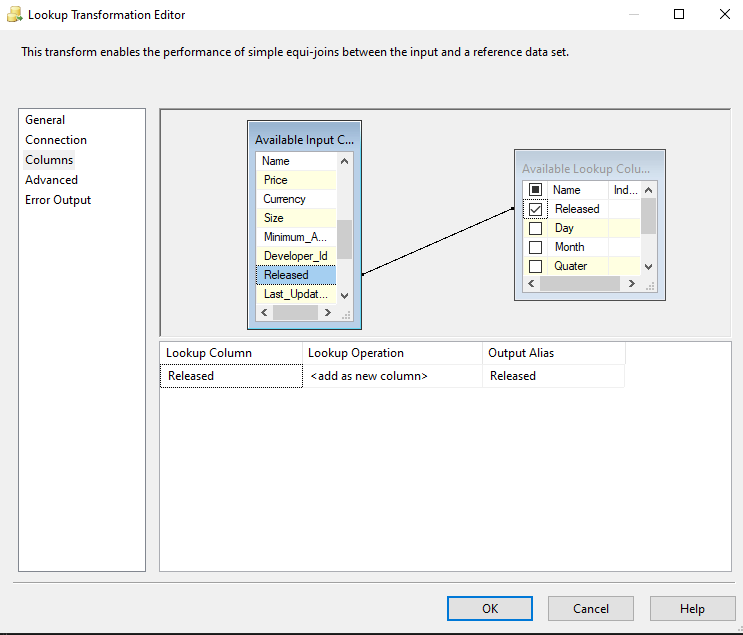 Lookup Transformation Editor
This transform enables the performance of simple equi-joins between the input and a reference data set.
General
Connection
Columns
Advanced
Error Output
Available Input C...
Name
Price
Currency
Size
Minimum_A...
Developer_Id
Released
Last_Updat...
Available Lookup Colu...
Name Ind...
Released
Day
Month
Quater
Lookup Column Lookup Operation Output Alias
Released <add as new column> Released
OK Cancel Help